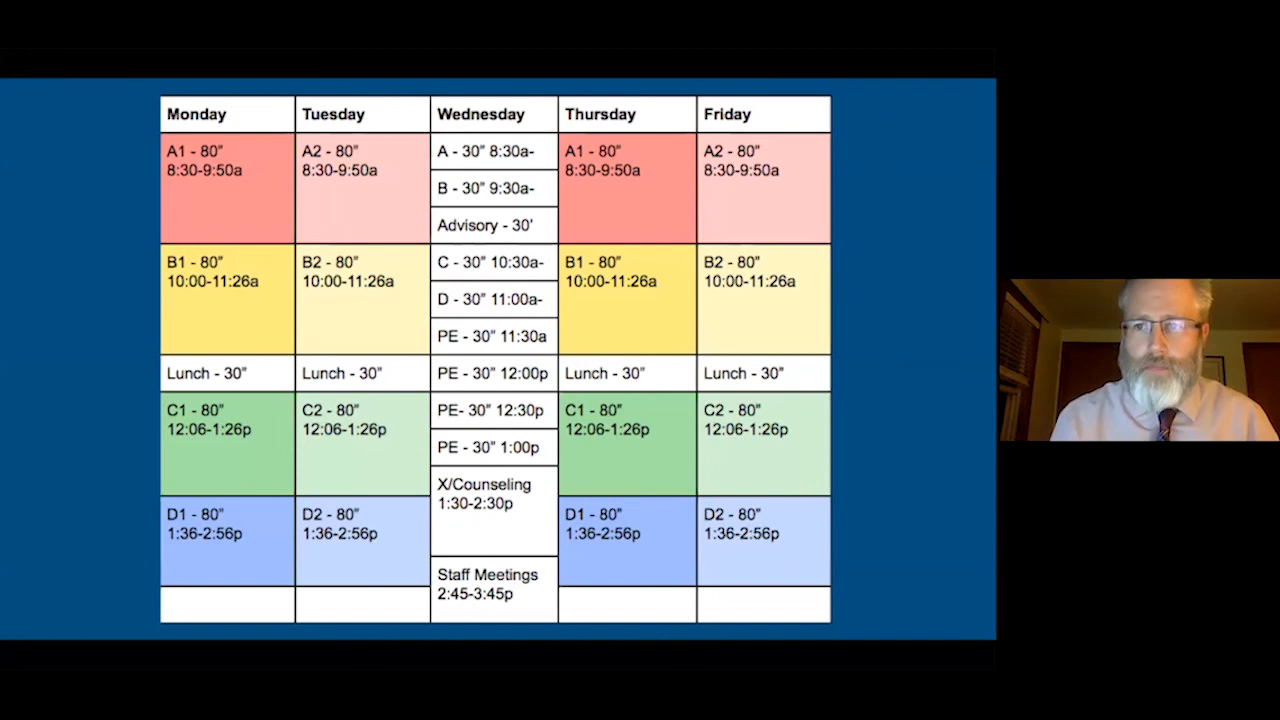 Monday
Tuesday
Wednesday
Thursday
Friday
A1 - 80”
8:30-9:50a
A2 - 80”
8:30-9:50a
A - 30” 8:30a-
B - 30” 9:30a-
Advisory - 30’
A1 - 80”
8:30-9:50a
A2 - 80”
8:30-9:50a
B1 - 80”
10:00-11:26a
B2 - 80”
10:00-11:26a
C - 30” 10:30a-
D - 30” 11:00a-
PE - 30” 11:30a
B1 - 80”
10:00-11:26a
B2 - 80”
10:00-11:26a
Lunch - 30”
Lunch - 30”
PE - 30” 12:00p
Lunch - 30”
Lunch - 30”
C1 - 80”
12:06-1:26p
C2 - 80”
12:06-1:26p
PE- 30” 12:30p
PE - 30” 1:00p
X/Counseling
1:30-2:30p
C1 - 80”
12:06-1:26p
C2 - 80”
12:06-1:26p
D1 - 80”
1:36-2:56p
D2 - 80”
1:36-2:56p
Staff Meetings
2:45-3:45p
D1 - 80”
1:36-2:56p
D2 - 80”
1:36-2:56p